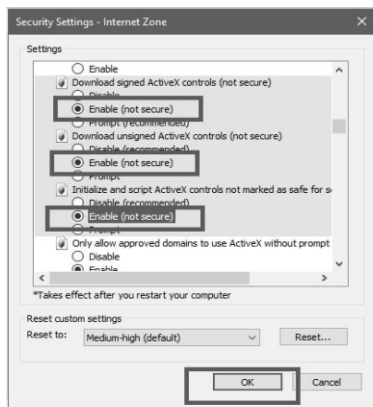 Security Settings - Internet Zone
Settings
Enable
Download signed ActiveX controls (not secure)
Disable
Enable (not secure)
Prompt (recommended)
Download unsigned ActiveX controls (not secure)
Disable (recommended)
Enable (not secure)
Prompt
Initialize and script ActiveX controls not marked as safe for s
Disable (recommended)
Enable (not secure)
Prompt
Only allow approved domains to use ActiveX without prompt
Disable
Enable
*Takes effect after you restart your computer
Reset custom settings
Reset to: Medium-high (default) Reset...
OK Cancel